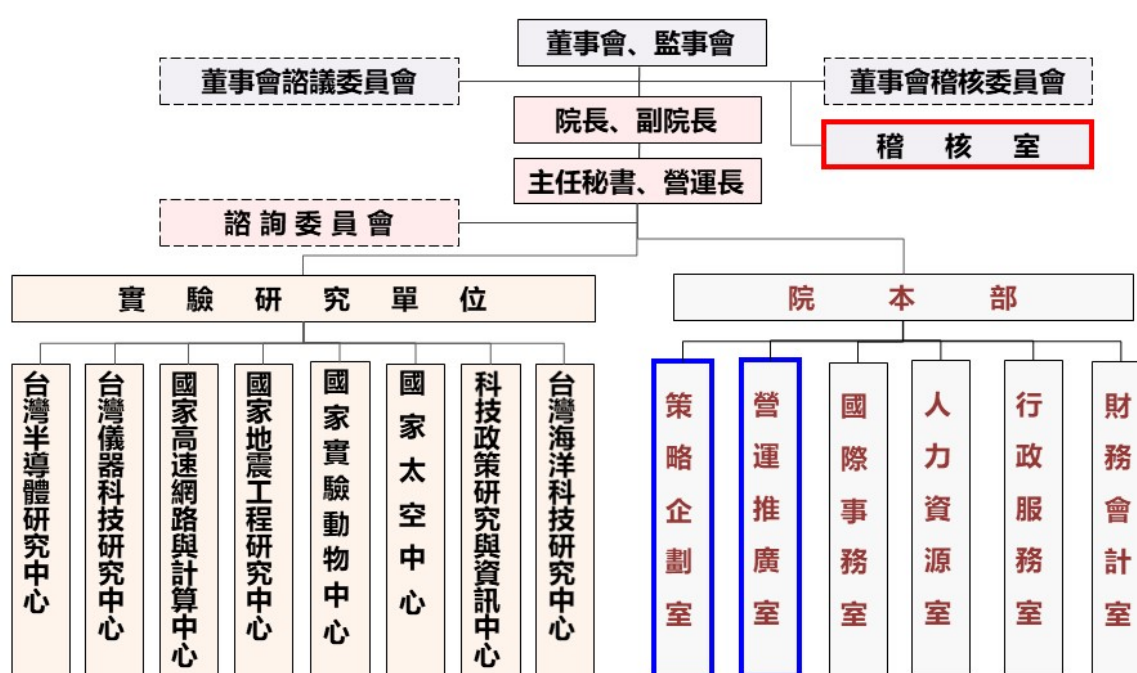 董事會、監事會
董事會諮議委員會
董事會稽核委員會
院長、副院長
稽核室
主任秘書、營運長
諮詢委員會
實驗研究單位
院本部
台灣半導體研究中心
台灣儀器科技研究中心
國家高速網路與計算中心
國家地震工程研究中心
國家實驗動物中心
國家太空中心
科技政策研究與資訊中心
台灣海洋科技研究中心
策略企劃室
營運推廣室
國際事務室
人力資源室
行政服務室
財務會計室